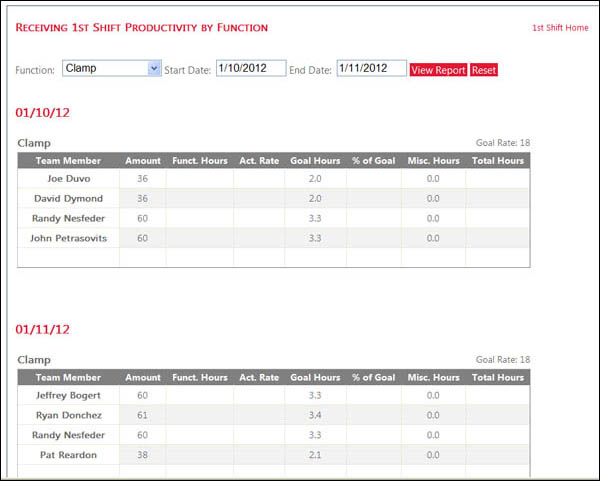 Receiving 1st Shift Productivity by Function
1st Shift Home
Function: Clamp Start Date: 1/10/2012 End Date: 1/11/2012 View Report Reset
01/10/12
Clamp Goal Rate: 18
Team Member Amount Funct. Hours Act. Rate Goal Hours % of Goal Misc. Hours Total Hours
Joe Duvo 36 2.0 0.0
David Dymond 36 2.0 0.0
Randy Nesfeder 60 3.3 0.0
John Petrasovits 60 3.3 0.0
01/11/12
Clamp Goal Rate: 18
Team Member Amount Funct. Hours Act. Rate Goal Hours % of Goal Misc. Hours Total Hours
Jeffrey Bogert 60 3.3 0.0
Ryan Donchez 61 3.4 0.0
Randy Nesfeder 60 3.3 0.0
Pat Reardon 38 2.1 0.0